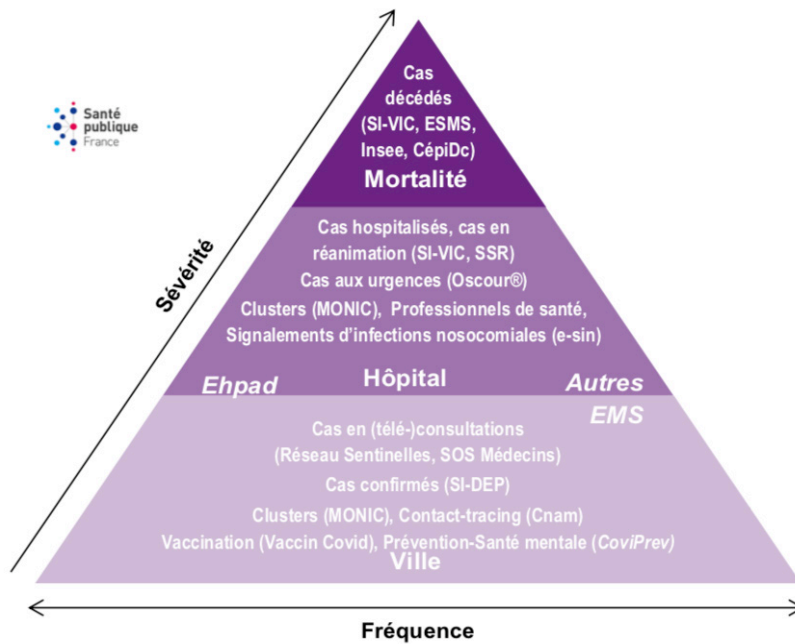 Santé
publique
France
Sévérité
Cas
décédés
(SI-VIC, ESMS,
Insee, CépiDc)
Mortalité
Cas hospitalisés, cas en
réanimation (SI-VIC, SSR)
Cas aux urgences (Oscour®)
Clusters (MONIC), Professionnels de santé,
Signalements d’infections nosocomiales (e-sin)
Ehpad Hôpital Autres
EMS
Cas en (télé-)consultations
(Réseau Sentinelles, SOS Médecins)
Cas confirmés (SI-DEP)
Clusters (MONIC), Contact-tracing (Cnam)
Vaccination (Vaccin Covid), Prévention-Santé mentale (CoviPrev)
Ville
Fréquence